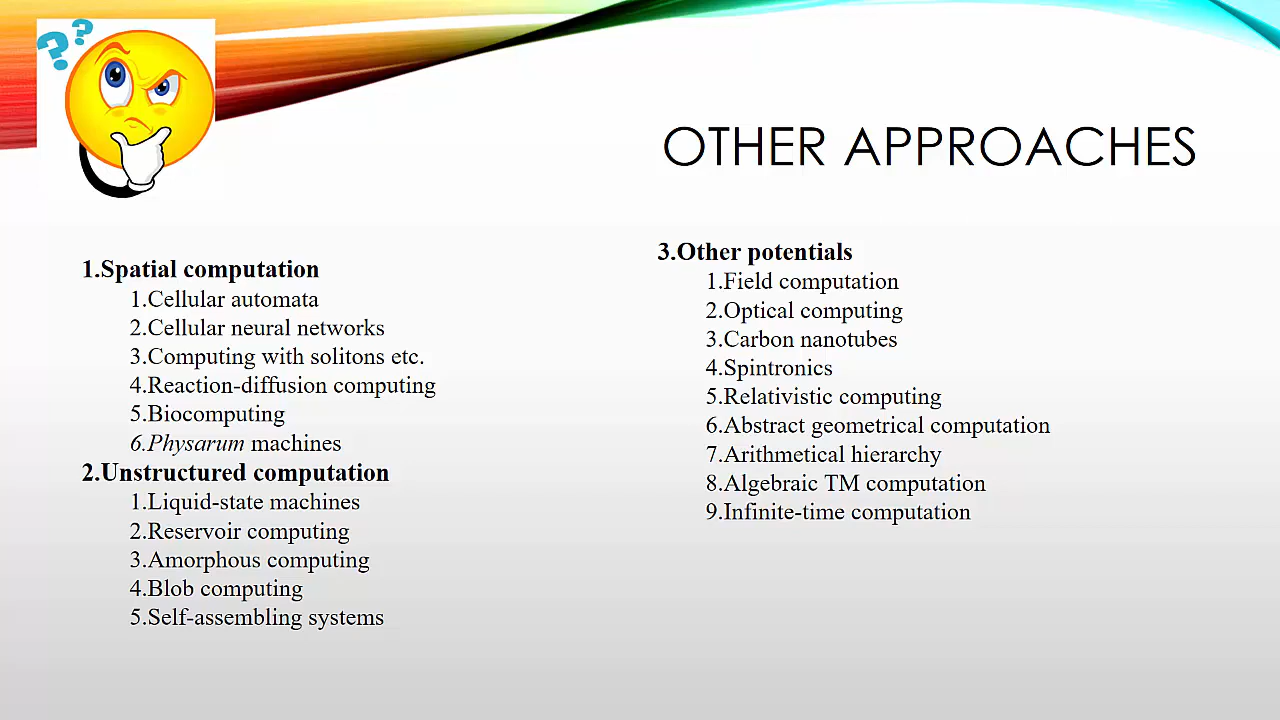 ? ?
OTHER APPROACHES
1.Spatial computation
1.Cellular automata
2.Cellular neural networks
3.Computing with solitons etc.
4.Reaction-diffusion computing
5.Biocomputing
6.Physarum machines
2.Unstructured computation
1.Liquid-state machines
2.Reservoir computing
3.Amorphous computing
4.Blob computing
5.Self-assembling systems
3.Other potentials
1.Field computation
2.Optical computing
3.Carbon nanotubes
4.Spintronics
5.Relativistic computing
6.Abstract geometrical computation
7.Arithmetical hierarchy
8.Algebraic TM computation
9.Infinite-time computation